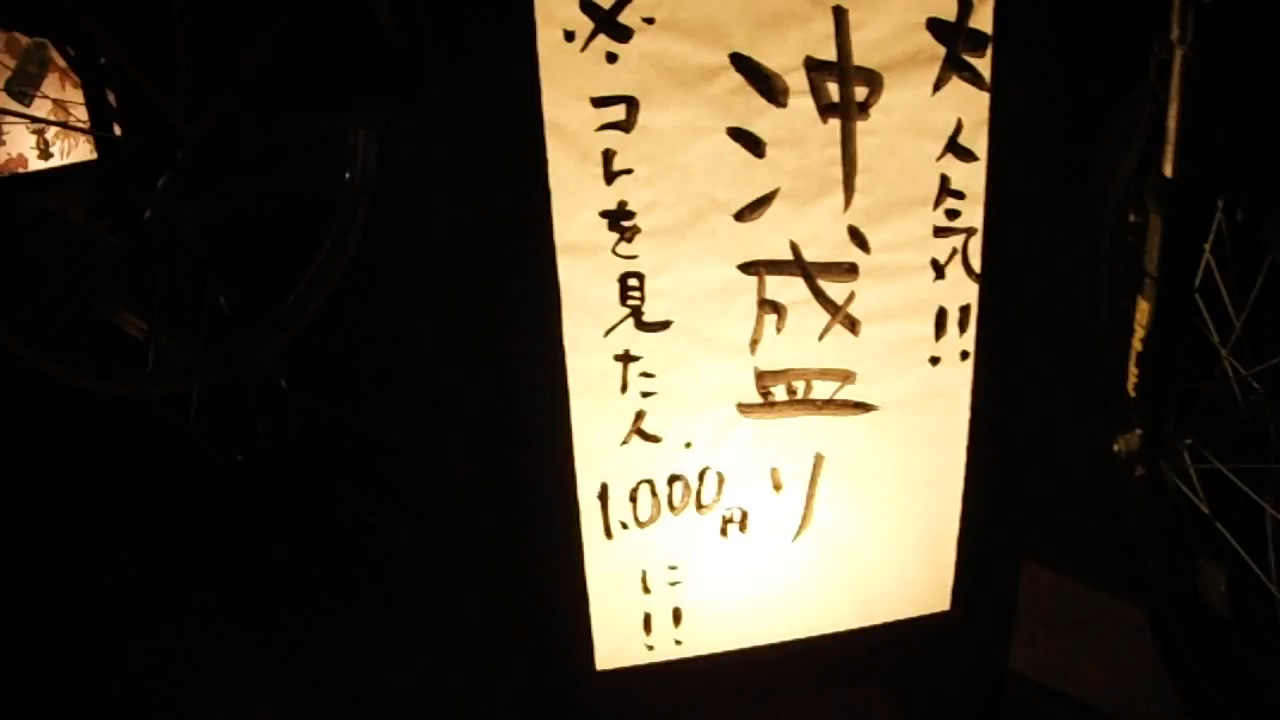 大人気!!
沖盛り
※コレを見た人.
1.000円
に!!